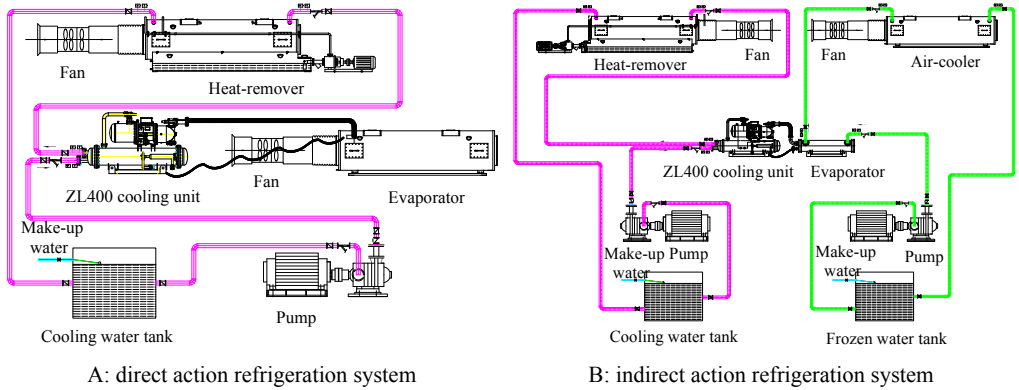 Fan
Heat-remover
ZL400 cooling unit
Fan
Evaporator
Make-up
water
Cooling water tank
Pump
A: direct action refrigeration system
Heat-remover
Fan
Fan
Air-cooler
ZL400 cooling unit
Evaporator
Make-up
water
Pump
Cooling water tank
Make-up
water
Pump
Frozen water tank
B: indirect action refrigeration system